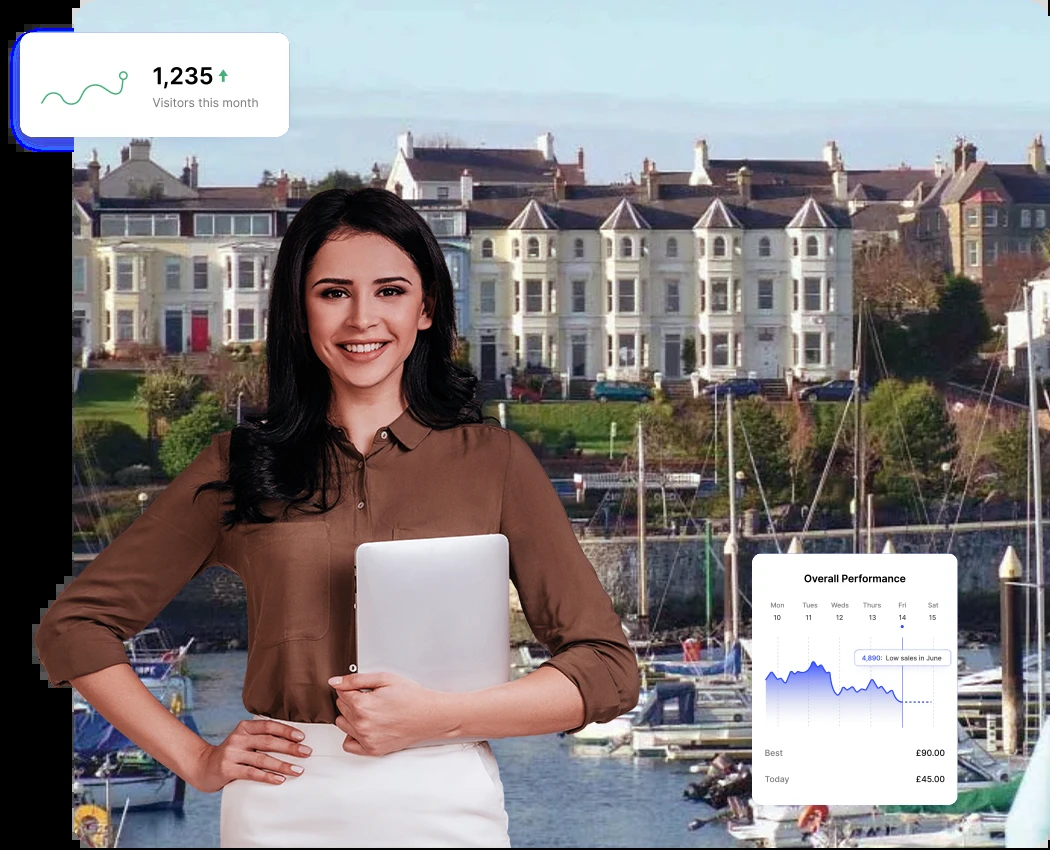 1,235
Visitors this month
Overall Performance
Mon Tues Weds Thurs Fri Sat
10 11 12 13 14 15
4,890: Low sales in June
Best £90.00
Today £45.00